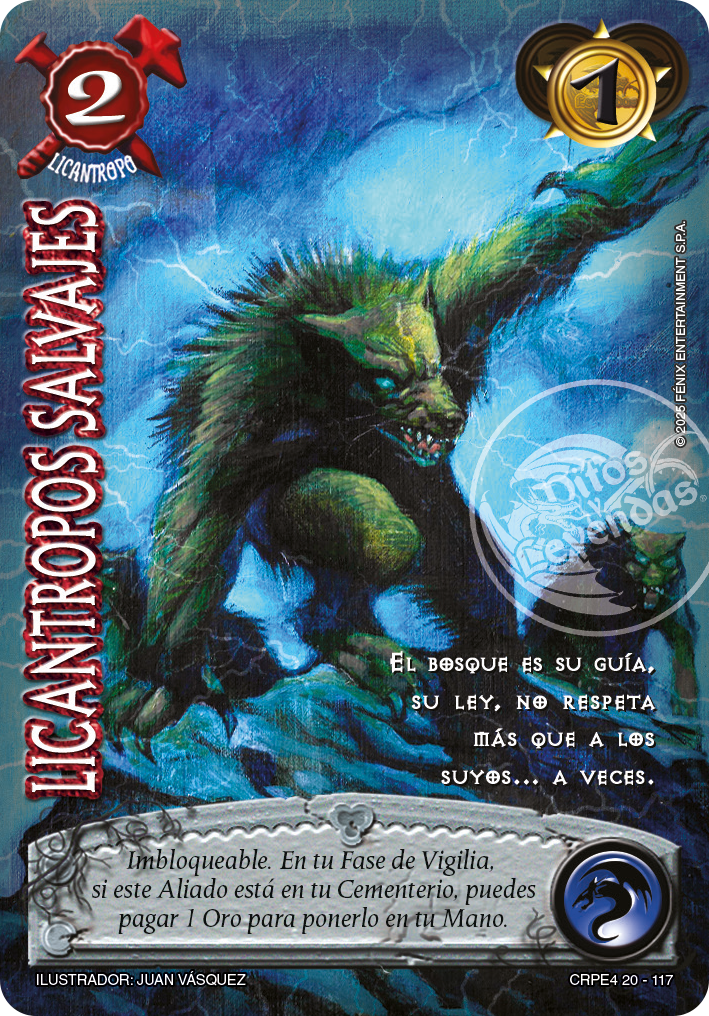 2
LICANTROPO
1
LICANTROPOS SALVAJES
© 2025 FÉNIX ENTERTAINMENT S.P.A.
Mitos
y
Leyendas®
El bosque es su guía,
su ley, no respeta
más que a los
suyos... a veces.
Imbloqueable. En tu Fase de Vigilia,
si este Aliado está en tu Cementerio, puedes
pagar 1 Oro para ponerlo en tu Mano.
ILUSTRADOR: JUAN VÁSQUEZ
CRPE4 20 - 117